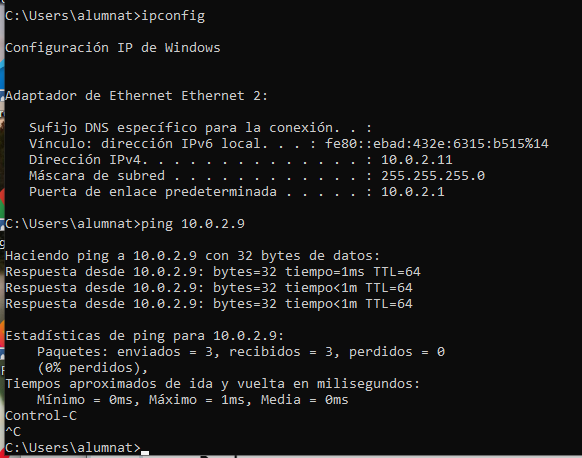 C:\Users\alumnat>ipconfig
Configuración IP de Windows
Adaptador de Ethernet Ethernet 2:
Sufijo DNS específico para la conexión. . :
Vínculo: dirección IPv6 local. . . : fe80::ebad:432e:6315:b515%14
Dirección IPv4. . . . . . . . . . . . . . : 10.0.2.11
Máscara de subred . . . . . . . . . . . . : 255.255.255.0
Puerta de enlace predeterminada . . . . . : 10.0.2.1
C:\Users\alumnat>ping 10.0.2.9
Haciendo ping a 10.0.2.9 con 32 bytes de datos:
Respuesta desde 10.0.2.9: bytes=32 tiempo=1ms TTL=64
Respuesta desde 10.0.2.9: bytes=32 tiempo<1m TTL=64
Respuesta desde 10.0.2.9: bytes=32 tiempo<1m TTL=64
Estadísticas de ping para 10.0.2.9:
Paquetes: enviados = 3, recibidos = 3, perdidos = 0
(0% perdidos),
Tiempos aproximados de ida y vuelta en milisegundos:
Mínimo = 0ms, Máximo = 1ms, Media = 0ms
Control-C
^C
C:\Users\alumnat>